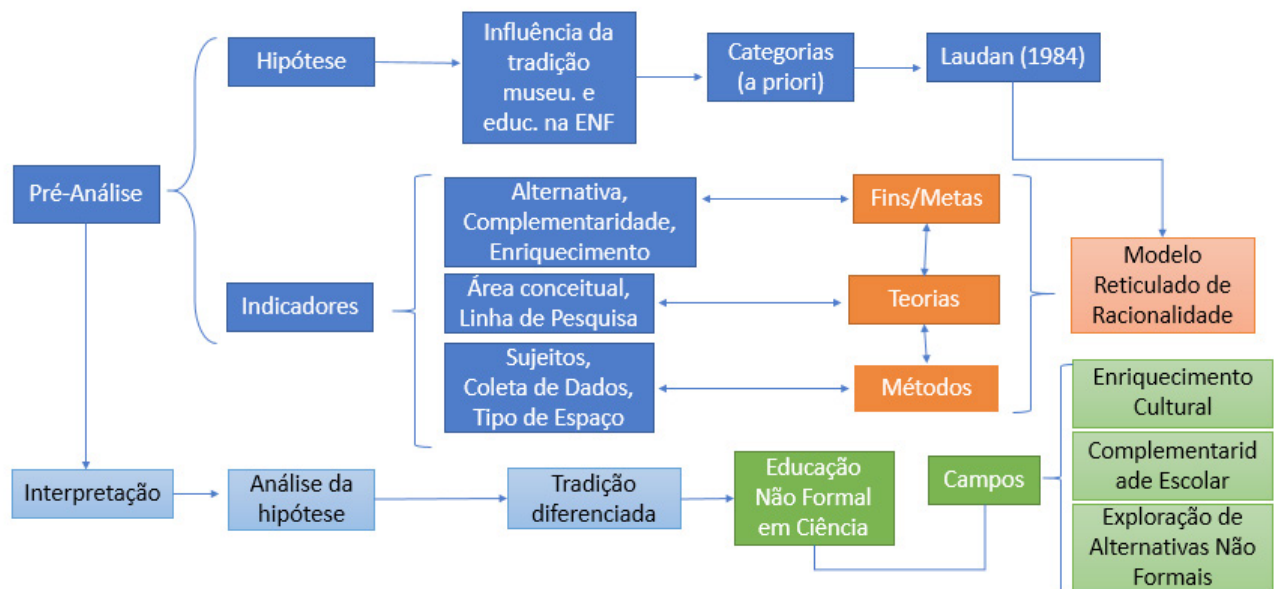 Pré-Análise
Hipótese
Influência da
tradição
museu. e
educ. na ENF
Categorias
(a priori)
Laudan (1984)
Indicadores
Alternativa,
Complementaridade,
Enriquecimento
Área conceitual,
Linha de Pesquisa
Sujeitos,
Coleta de Dados,
Tipo de Espaço
Fins/Metas
Teorias
Métodos
Modelo
Reticulado de
Racionalidade
Interpretação
Análise da
hipótese
Tradição
diferenciada
Educação
Não Formal
em Ciência
Campos
Enriquecimento
Cultural
Complementarid
ade Escolar
Exploração de
Alternativas Não
Formais